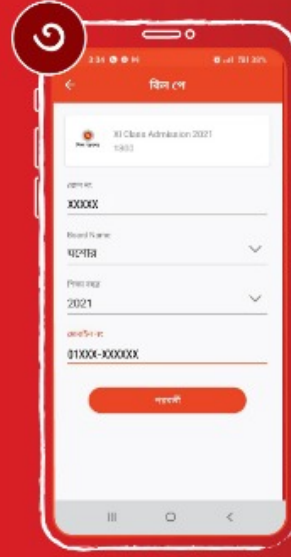 ৩
বিল পে
XI Class Admission 2021
রোল নং
XXXXX
Board Name
যশোর
শিক্ষা বছর
2021
মোবাইল নং
01XXX-XXXXXX
পরবর্তী